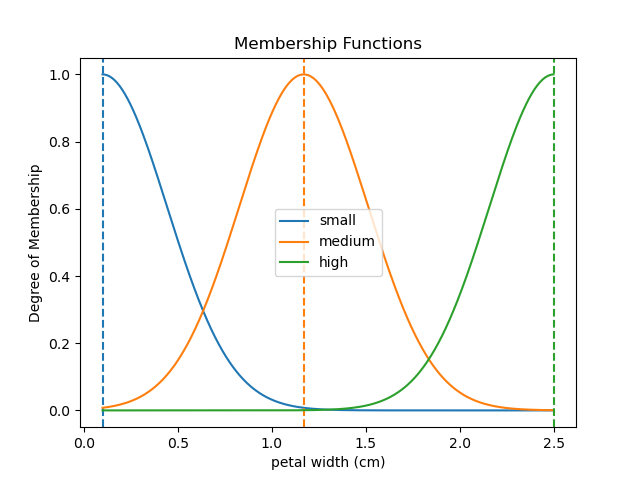 Membership Functions
Degree of Membership
1.0
0.8
0.6
0.4
0.2
0.0
small
medium
high
0.0 0.5 1.0 1.5 2.0 2.5
petal width (cm)